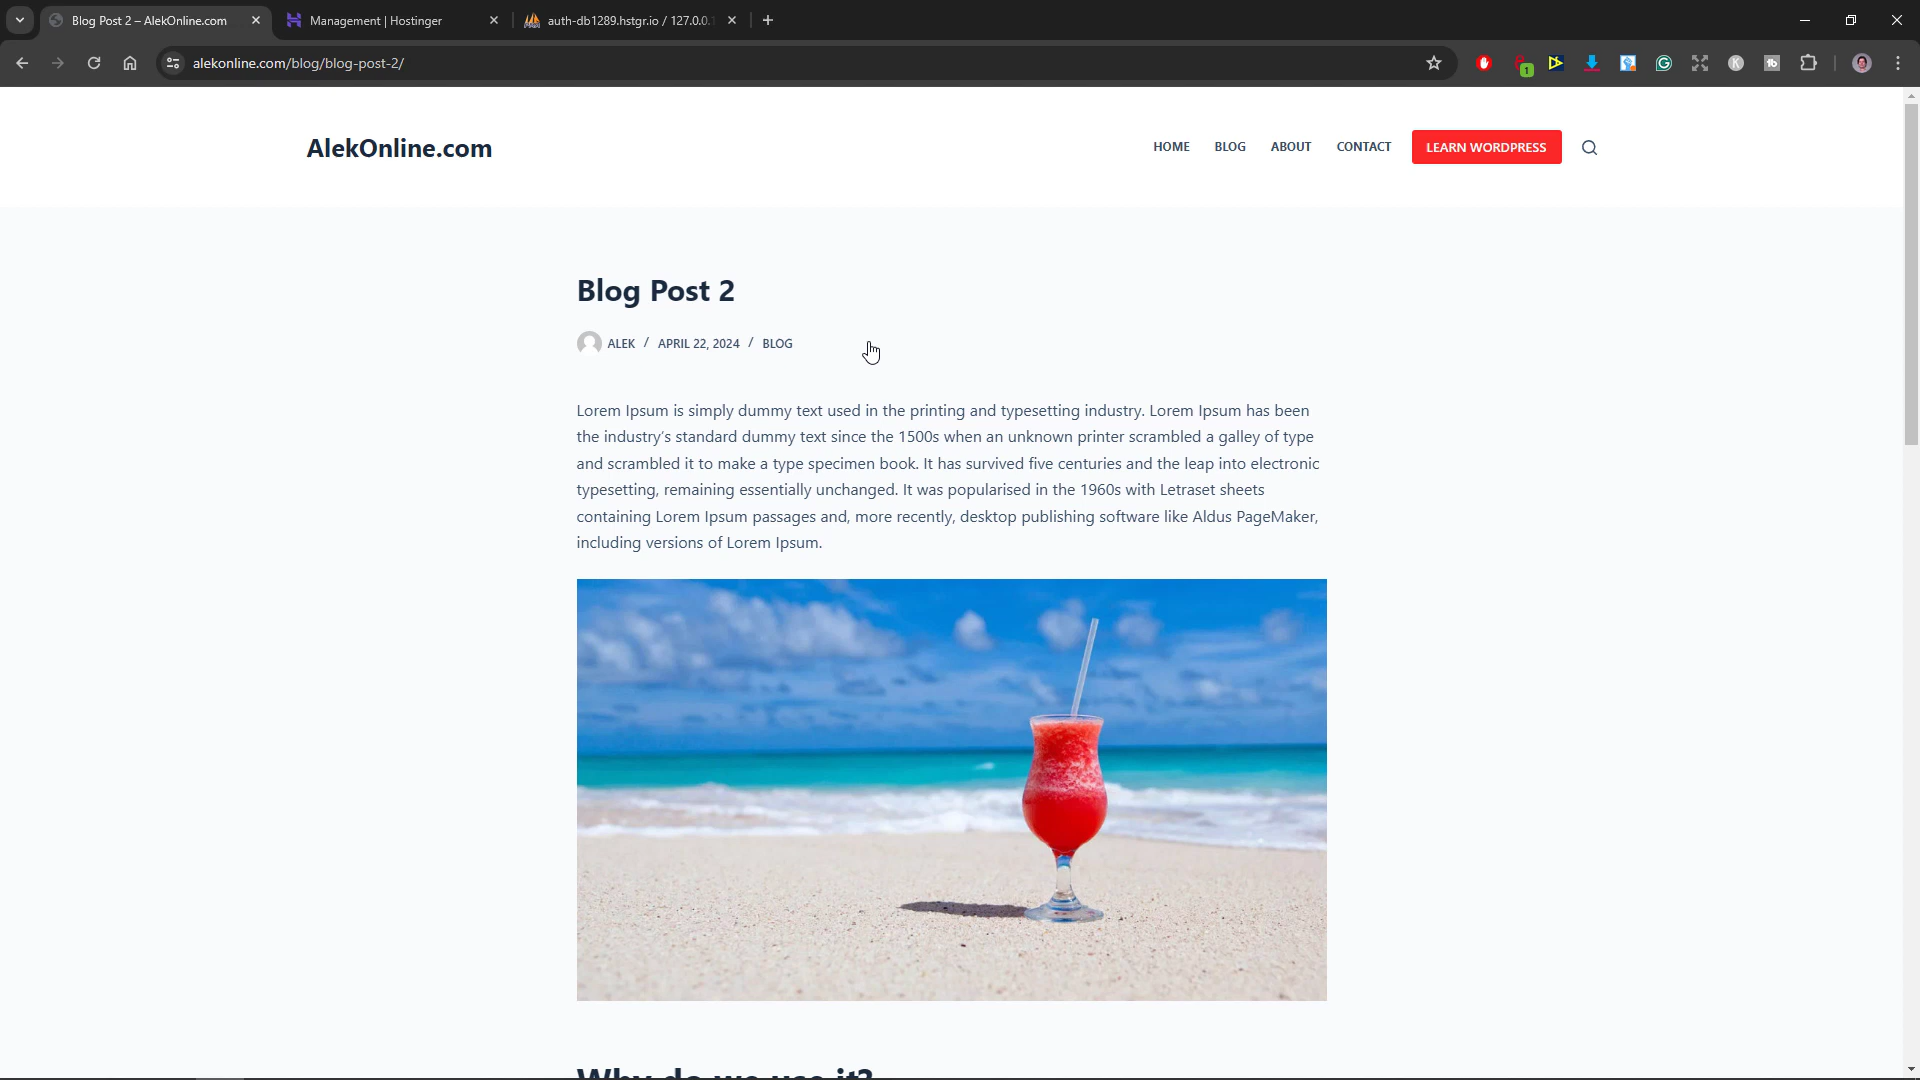 Blog Post 2 – AlekOnline.com
Management | Hostinger
auth-db1289.hstgr.io / 127.0.0.
alekonline.com/blog/blog-post-2/
1
AlekOnline.com
HOME BLOG ABOUT CONTACT LEARN WORDPRESS
Blog Post 2
ALEK / APRIL 22, 2024 / BLOG
Lorem Ipsum is simply dummy text used in the printing and typesetting industry. Lorem Ipsum has been
the industry's standard dummy text since the 1500s when an unknown printer scrambled a galley of type
and scrambled it to make a type specimen book. It has survived five centuries and the leap into electronic
typesetting, remaining essentially unchanged. It was popularised in the 1960s with Letraset sheets
containing Lorem Ipsum passages and, more recently, desktop publishing software like Aldus PageMaker,
including versions of Lorem Ipsum.
Why do we use it?